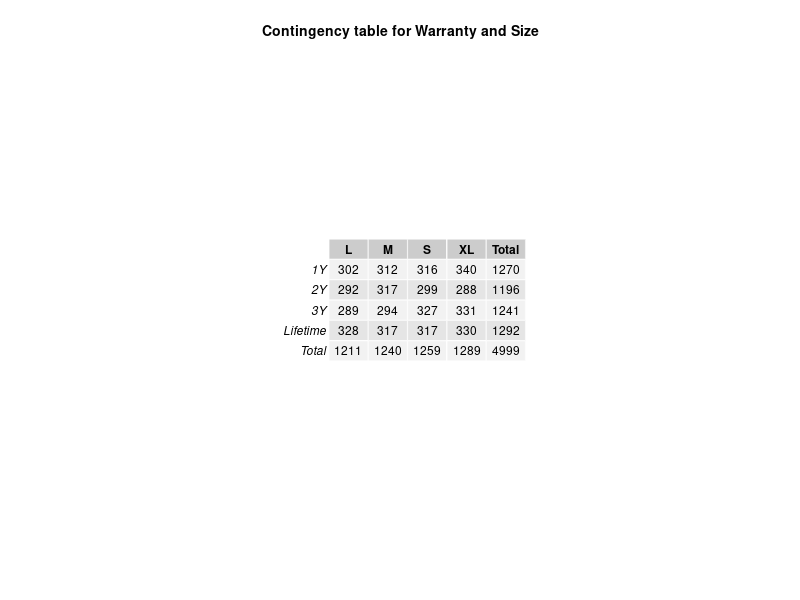 Contingency table for Warranty and Size
L M S XL Total
1Y 302 312 316 340 1270
2Y 292 317 299 288 1196
3Y 289 294 327 331 1241
Lifetime 328 317 317 330 1292
Total 1211 1240 1259 1289 4999